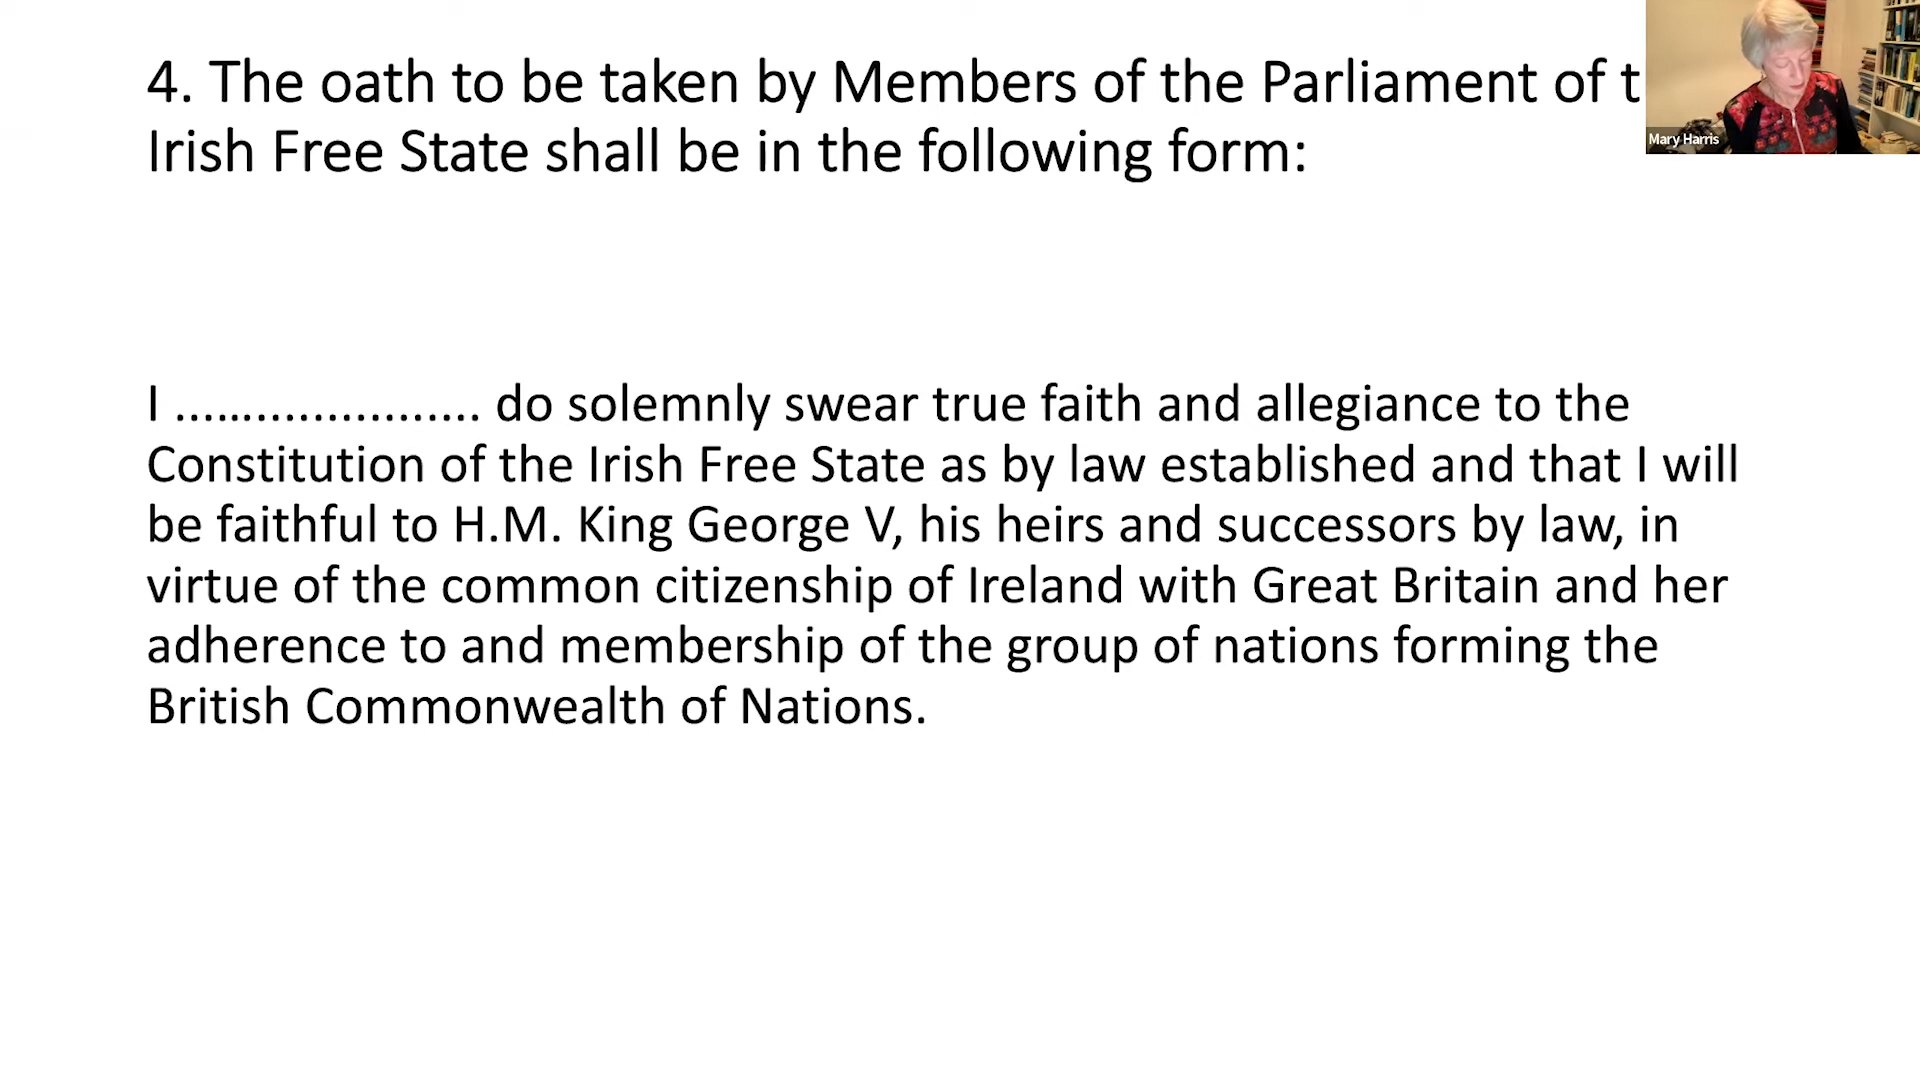 4. The oath to be taken by Members of the Parliament of t
Irish Free State shall be in the following form:
Mary Harris
I ...................... do solemnly swear true faith and allegiance to the
Constitution of the Irish Free State as by law established and that I will
be faithful to H.M. King George V, his heirs and successors by law, in
virtue of the common citizenship of Ireland with Great Britain and her
adherence to and membership of the group of nations forming the
British Commonwealth of Nations.